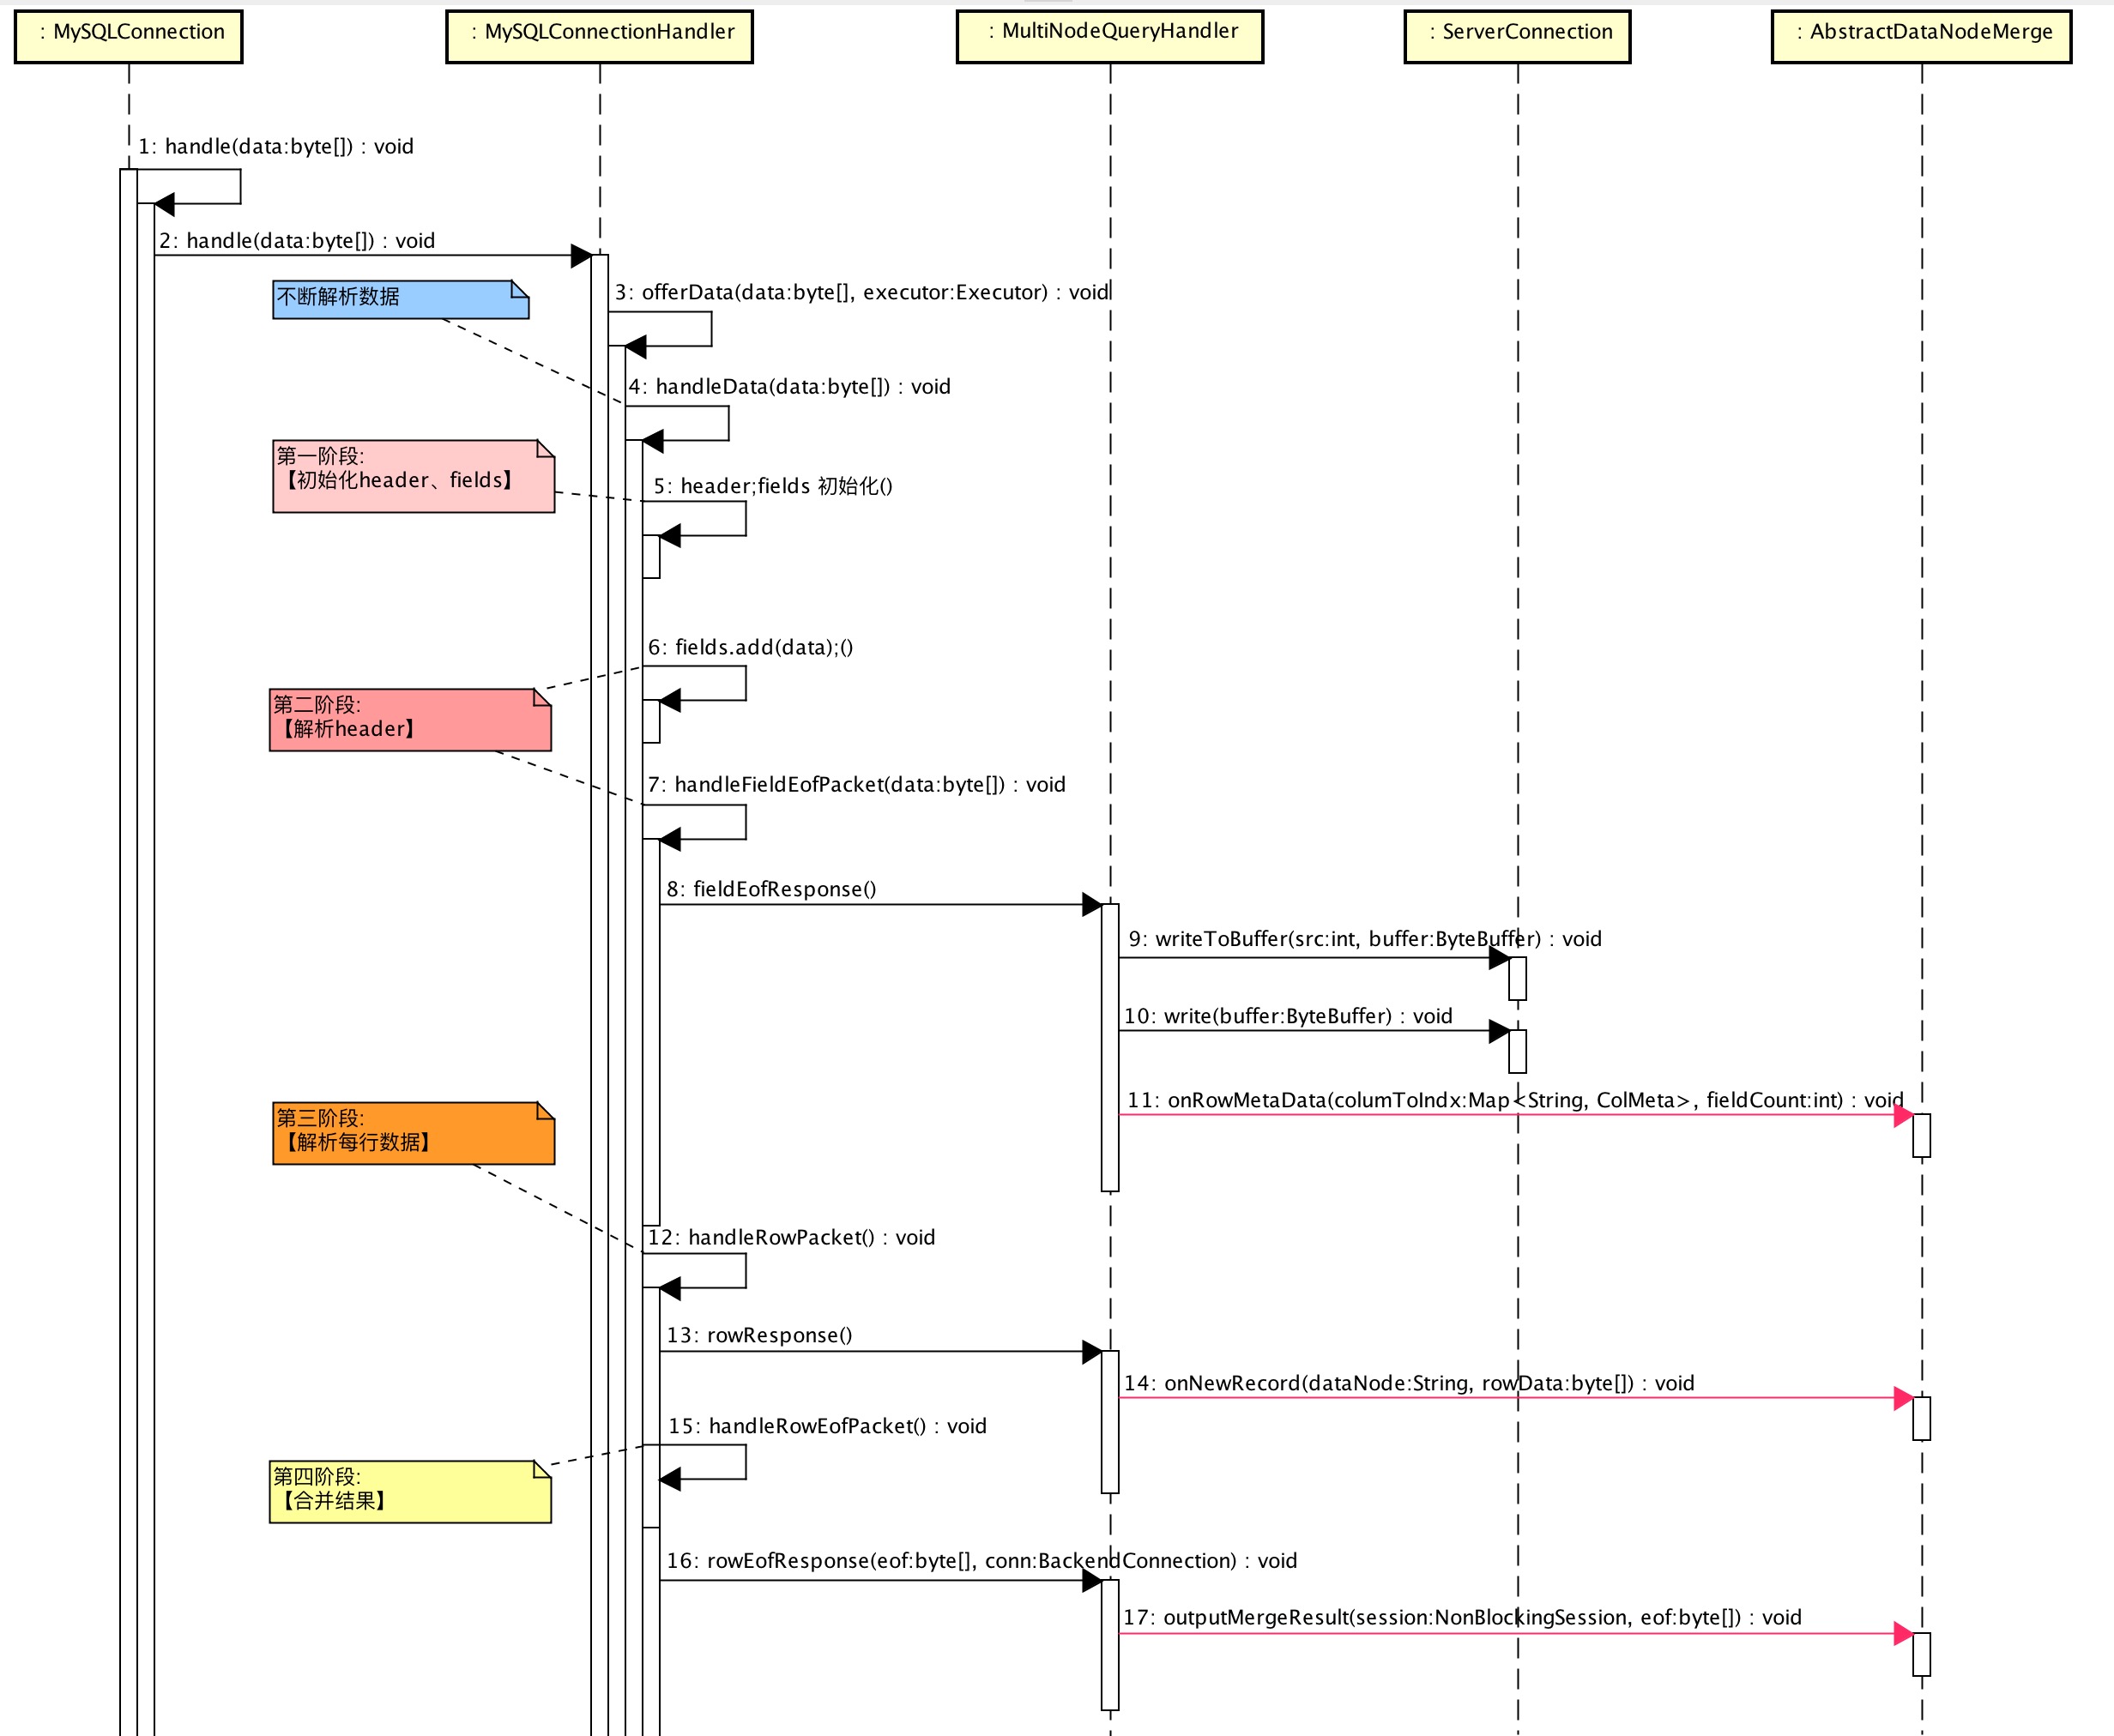 : MySQLConnection
: MySQLConnectionHandler
: MultiNodeQueryHandler
: ServerConnection
: AbstractDataNodeMerge
1: handle(data:byte[]) : void
2: handle(data:byte[]) : void
不断解析数据
3: offerData(data:byte[], executor:Executor) : void
4: handleData(data:byte[]) : void
第一阶段:
【初始化header、fields】
5: header;fields 初始化()
6: fields.add(data);()
第二阶段:
【解析header】
7: handleFieldEofPacket(data:byte[]) : void
8: fieldEofResponse()
9: writeToBuffer(src:int, buffer:ByteBuffer) : void
10: write(buffer:ByteBuffer) : void
11: onRowMetaData(columToIndx:Map<String, ColMeta>, fieldCount:int) : void
第三阶段:
【解析每行数据】
12: handleRowPacket() : void
13: rowResponse()
14: onNewRecord(dataNode:String, rowData:byte[]) : void
15: handleRowEofPacket() : void
第四阶段:
【合并结果】
16: rowEofResponse(eof:byte[], conn:BackendConnection) : void
17: outputMergeResult(session:NonBlockingSession, eof:byte[]) : void